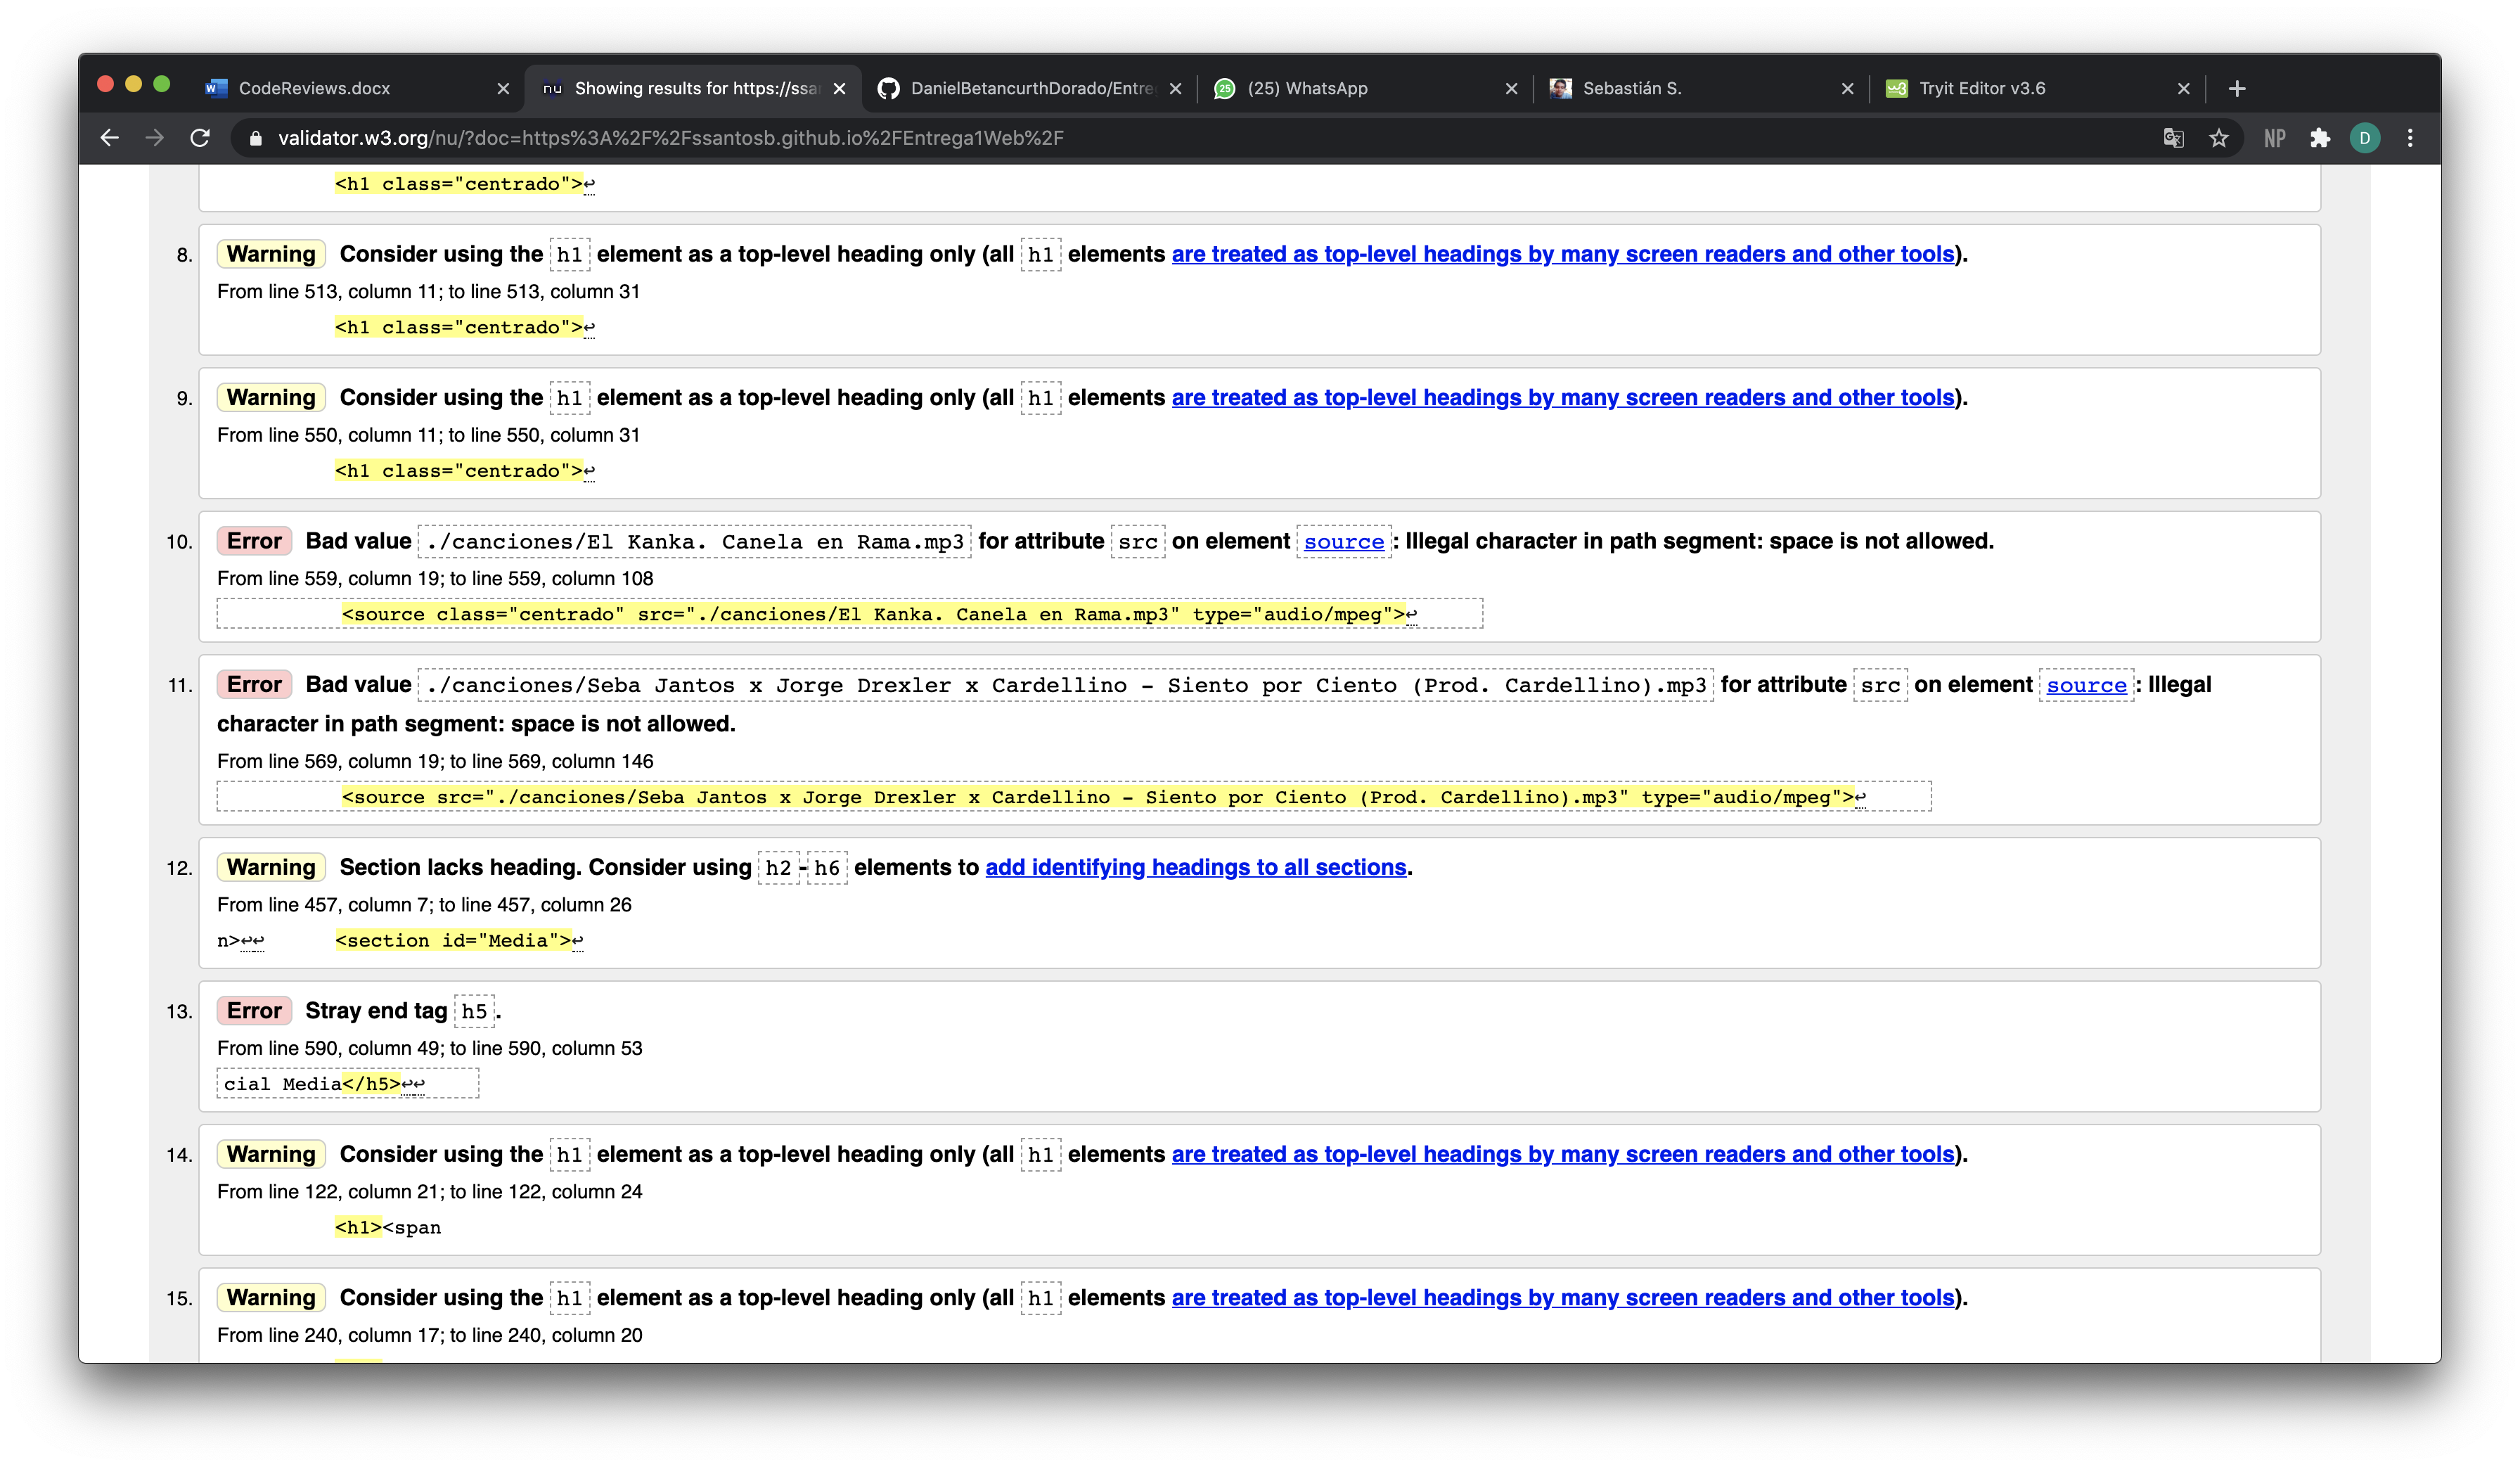 CodeReviews.docx
Showing results for https://ssa
DanielBetancurthDorado/Entre
(25) WhatsApp
Sebastián S.
Tryit Editor v3.6
validator.w3.org/nu/?doc=https%3A%2F%2Fssantosb.github.io%2FEntrega1Web%2F
NP
D
<h1 class="centrado">↩
8. Warning Consider using the h1 element as a top-level heading only (all h1 elements are treated as top-level headings by many screen readers and other tools).
From line 513, column 11; to line 513, column 31
<h1 class="centrado">↩
9. Warning Consider using the h1 element as a top-level heading only (all h1 elements are treated as top-level headings by many screen readers and other tools).
From line 550, column 11; to line 550, column 31
<h1 class="centrado">↩
10. Error Bad value ./canciones/El Kanka. Canela en Rama.mp3 for attribute src on element source: Illegal character in path segment: space is not allowed.
From line 559, column 19; to line 559, column 108
<source class="centrado" src="./canciones/El Kanka. Canela en Rama.mp3" type="audio/mpeg">↩
11. Error Bad value ./canciones/Seba Jantos x Jorge Drexler x Cardellino – Siento por Ciento (Prod. Cardellino).mp3 for attribute src on element source: Illegal
character in path segment: space is not allowed.
From line 569, column 19; to line 569, column 146
<source src="./canciones/Seba Jantos x Jorge Drexler x Cardellino – Siento por Ciento (Prod. Cardellino).mp3" type="audio/mpeg">↩
12. Warning Section lacks heading. Consider using h2-h6 elements to add identifying headings to all sections.
From line 457, column 7; to line 457, column 26
n>↩↩ <section id="Media">↩
13. Error Stray end tag h5.
From line 590, column 49; to line 590, column 53
cial Media</h5>↩↩
14. Warning Consider using the h1 element as a top-level heading only (all h1 elements are treated as top-level headings by many screen readers and other tools).
From line 122, column 21; to line 122, column 24
<h1><span
15. Warning Consider using the h1 element as a top-level heading only (all h1 elements are treated as top-level headings by many screen readers and other tools).
From line 240, column 17; to line 240, column 20